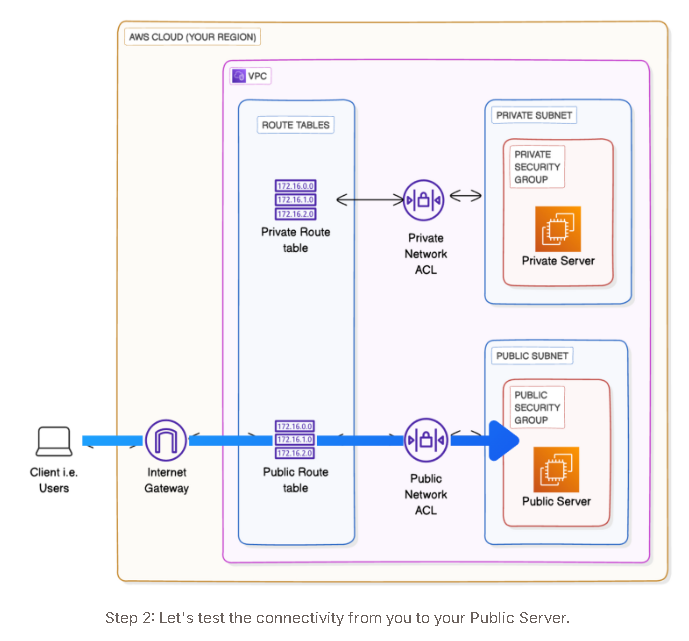 AWS CLOUD (YOUR REGION)
VPC
ROUTE TABLES
172.16.0.0
172.16.1.0
172.16.2.0
Private Route
table
Private
Network
ACL
PRIVATE SUBNET
PRIVATE
SECURITY
GROUP
Private Server
Client i.e.
Users
Internet
Gateway
172.16.0.0
172.16.1.0
172.16.2.0
Public Route
table
Public
Network
ACL
PUBLIC SUBNET
PUBLIC
SECURITY
GROUP
Public Server
Step 2: Let's test the connectivity from you to your Public Server.